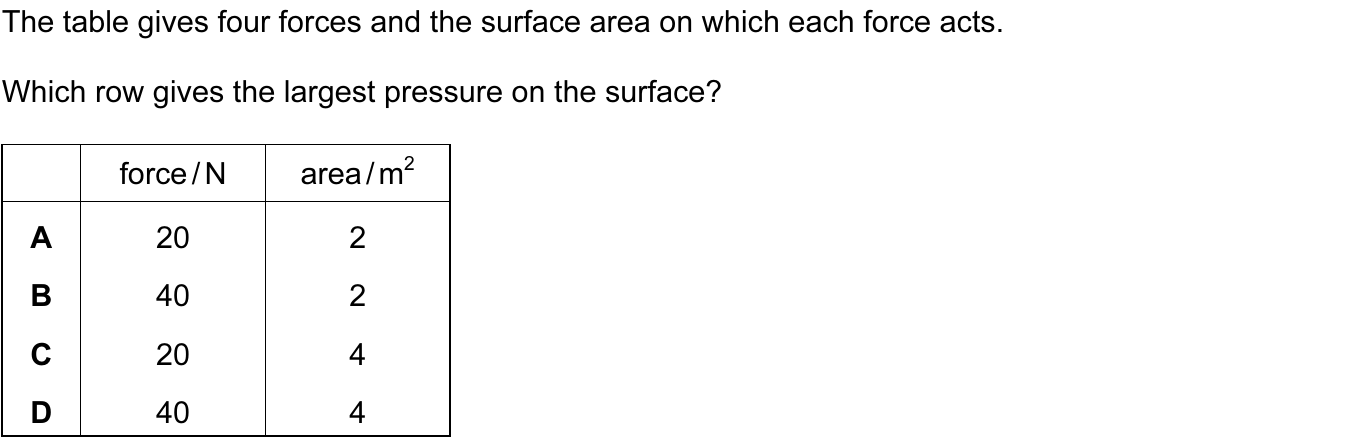 The table gives four forces and the surface area on which each force acts.
Which row gives the largest pressure on the surface?
force/N area/m²
A 20 2
B 40 2
C 20 4
D 40 4